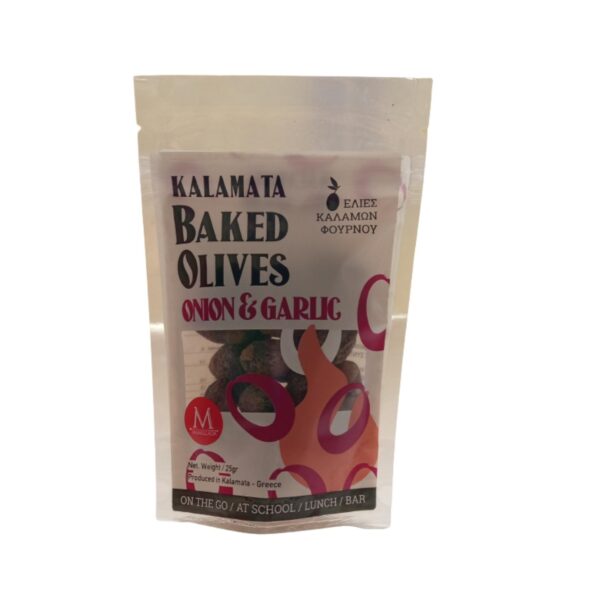 KALAMATA
BAKED
OLIVES
ONION & GARLIC
ΕΛΙΕΣ
ΚΑΛΑΜΩΝ
ΦΟΥΡΝΟΥ
M
Net. Weight / 25gr
Produced in Kalamata - Greece
ON THE GO / AT SCHOOL / LUNCH / BAR